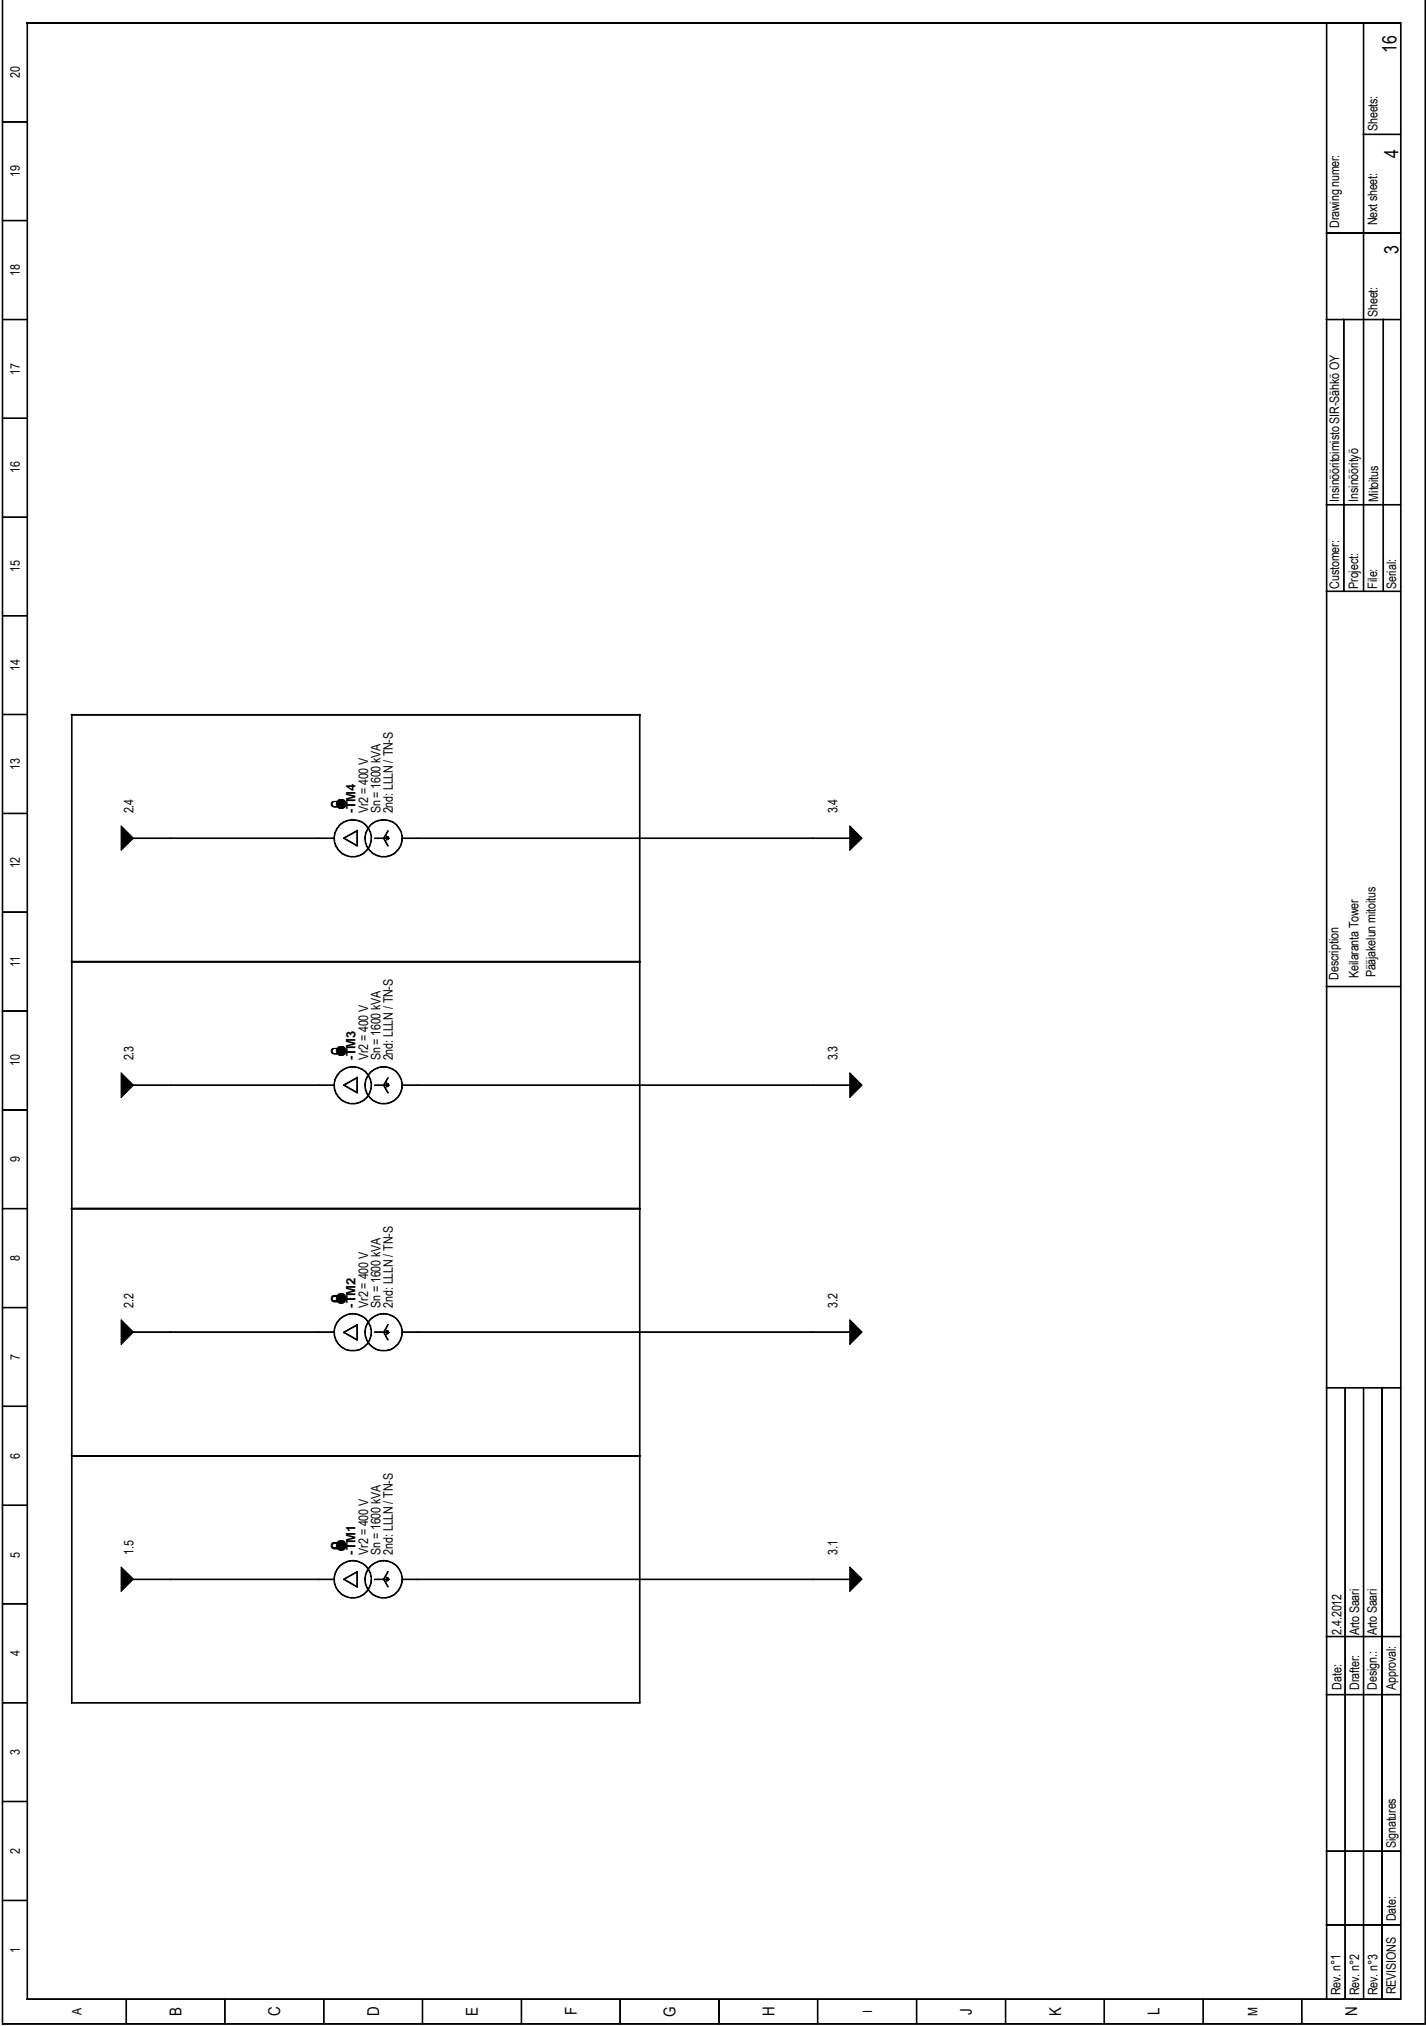 1
2
3
4
5
6
7
8
9
10
11
12
13
14
15
16
17
18
19
20
A
B
C
D
E
F
G
H
I
J
K
L
M
N
1.5
2.2
2.3
2.4
-TM1
Vr2 = 400 V
Sn = 1600 kVA
2nd: LLLN / TN-S
-TM2
Vr2 = 400 V
Sn = 1600 kVA
2nd: LLLN / TN-S
-TM3
Vr2 = 400 V
Sn = 1600 kVA
2nd: LLLN / TN-S
-TM4
Vr2 = 400 V
Sn = 1600 kVA
2nd: LLLN / TN-S
3.1
3.2
3.3
3.4
Rev. n°1
Rev. n°2
Rev. n°3
REVISIONS Date: Signatures
Date: 2.4.2012
Drafter: Arto Saari
Design.: Arto Saari
Approval:
Description
Keilaranta Tower
Pääjakelun mitoitus
Customer: Insinööritoimisto SIR-Sähkö OY
Project: Insinöörityö
File: Mitoitus
Serial:
Drawing numer:
Sheet: 3
Next sheet: 4
Sheets: 16